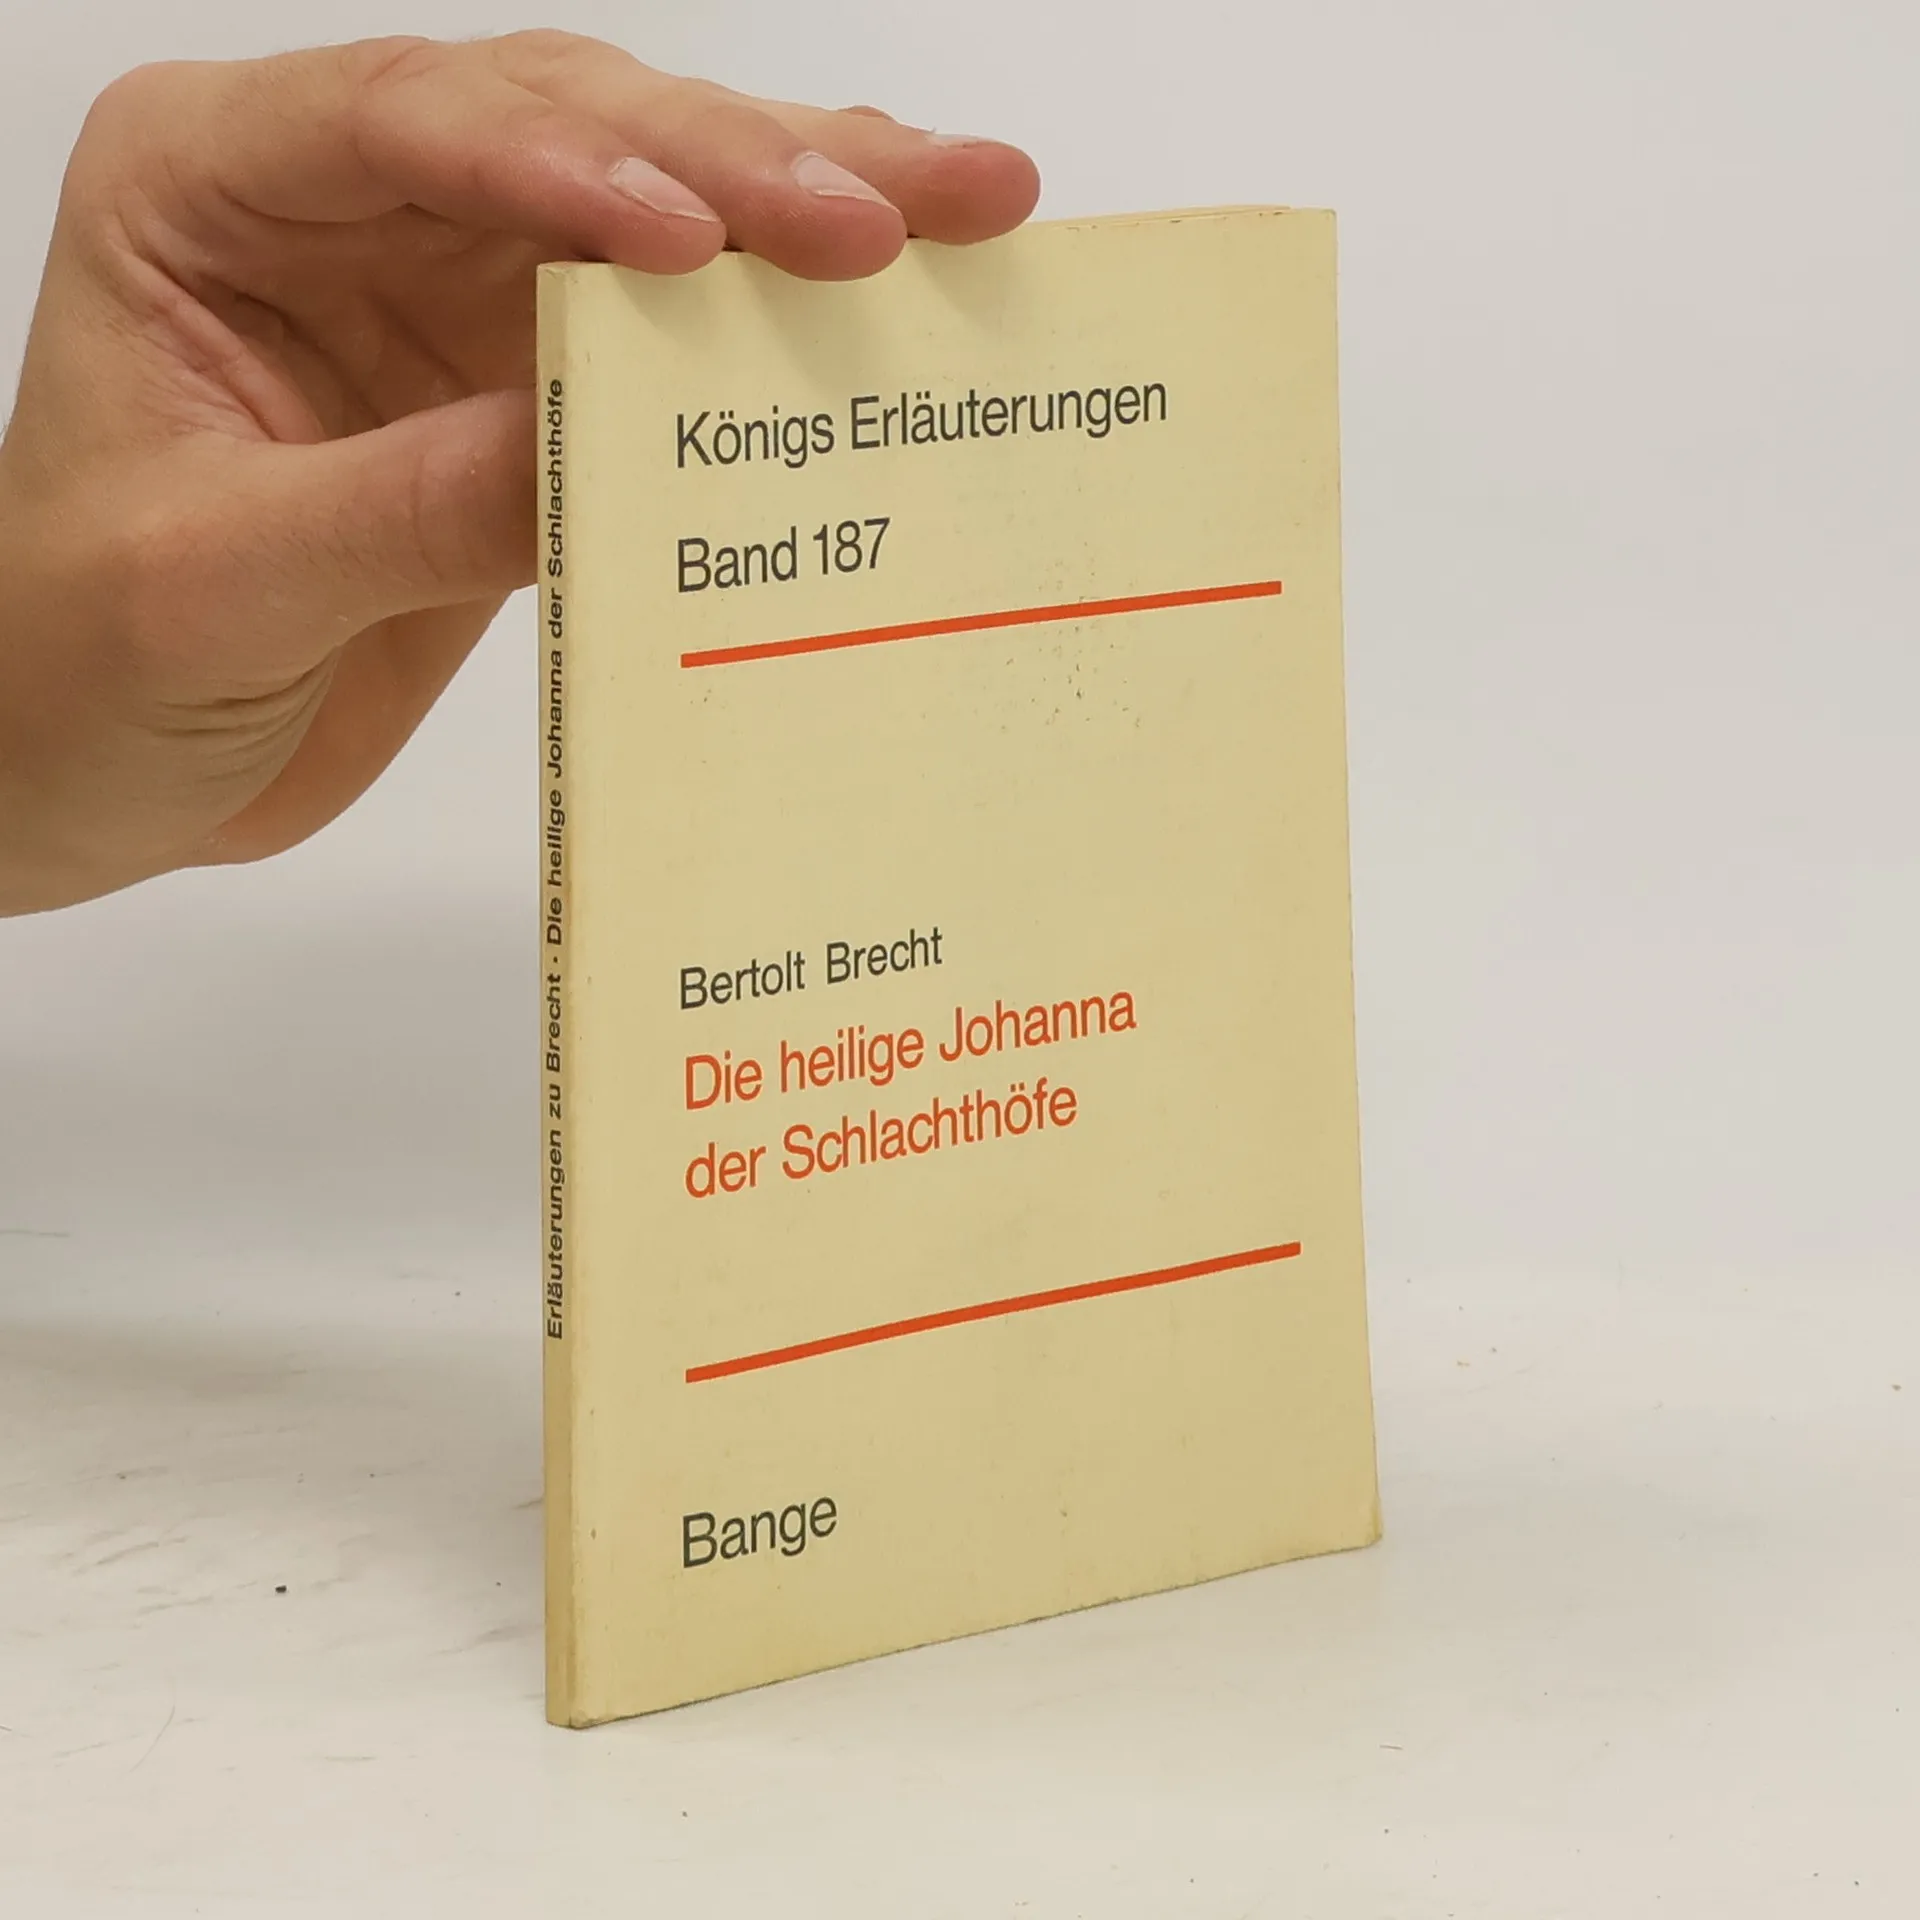 Königs Erläuterungen
Band 187
Bertolt Brecht
Die heilige Johanna
der Schlachthöfe
Bange
Erläuterungen zu Brecht · Die heilige Johanna der Schlachthöfe